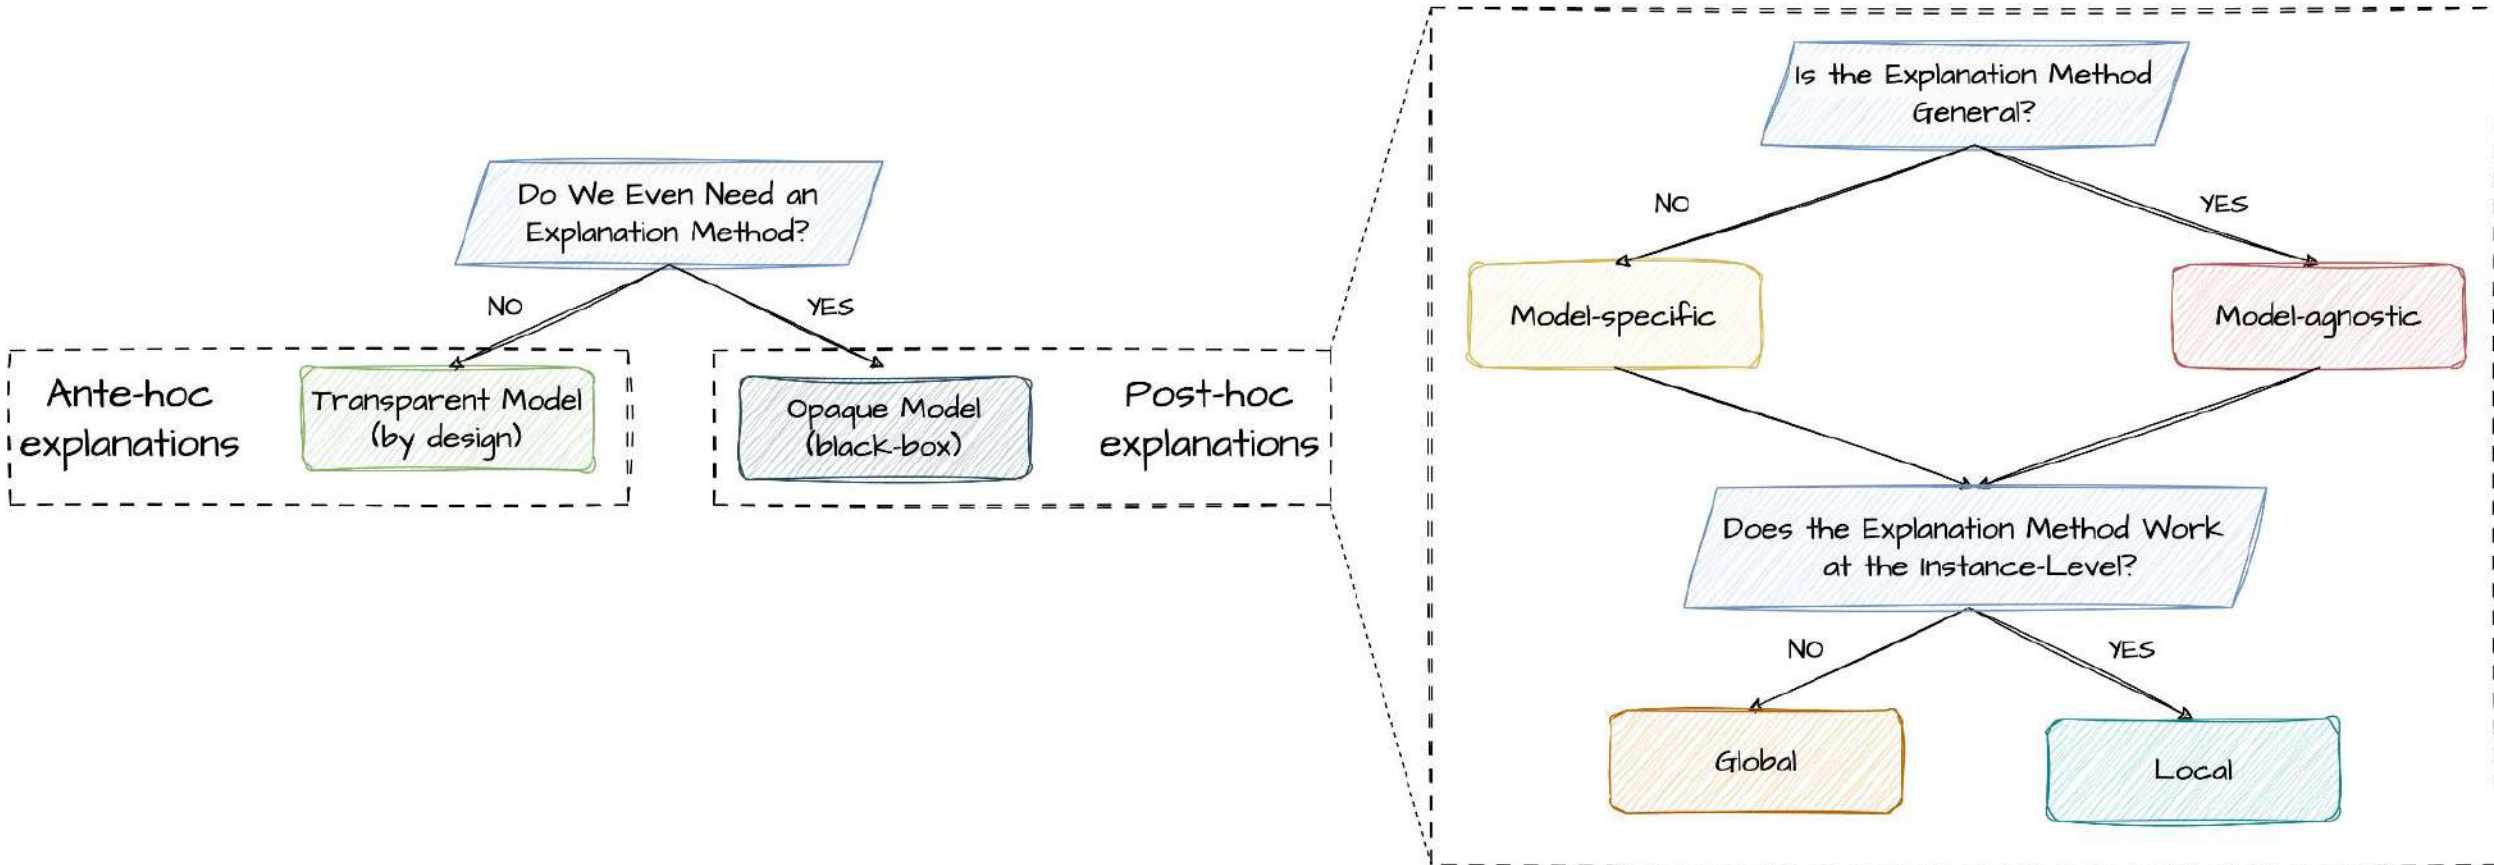 Do We Even Need an
Explanation Method?
NO
YES
Ante-hoc
explanations
Transparent Model
(by design)
Opaque Model
(black-box)
Post-hoc
explanations
Is the Explanation Method
General?
NO
YES
Model-specific
Model-agnostic
Does the Explanation Method Work
at the Instance-Level?
NO
YES
Global
Local